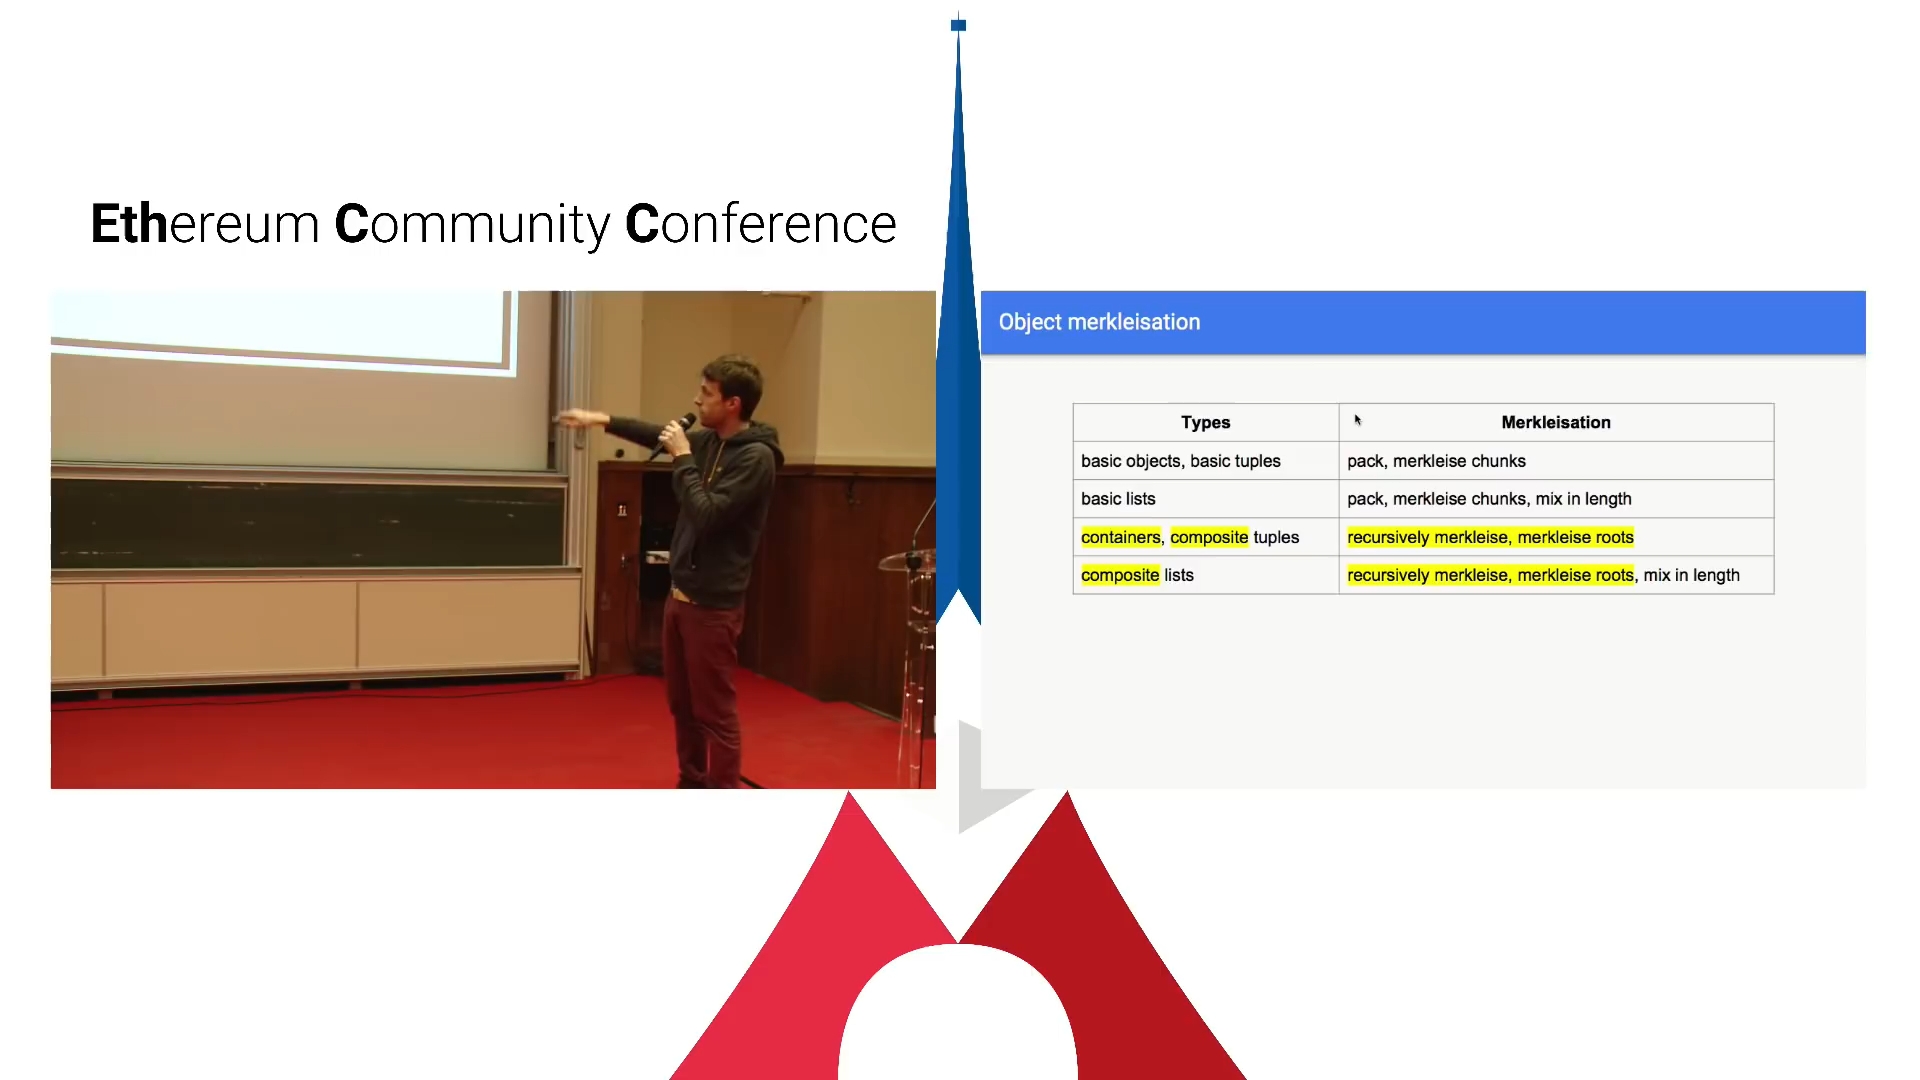 Ethereum Community Conference
Object merkleisation
Types Merkleisation
basic objects, basic tuples pack, merkleise chunks
basic lists pack, merkleise chunks, mix in length
containers, composite tuples recursively merkleise, merkleise roots
composite lists recursively merkleise, merkleise roots, mix in length